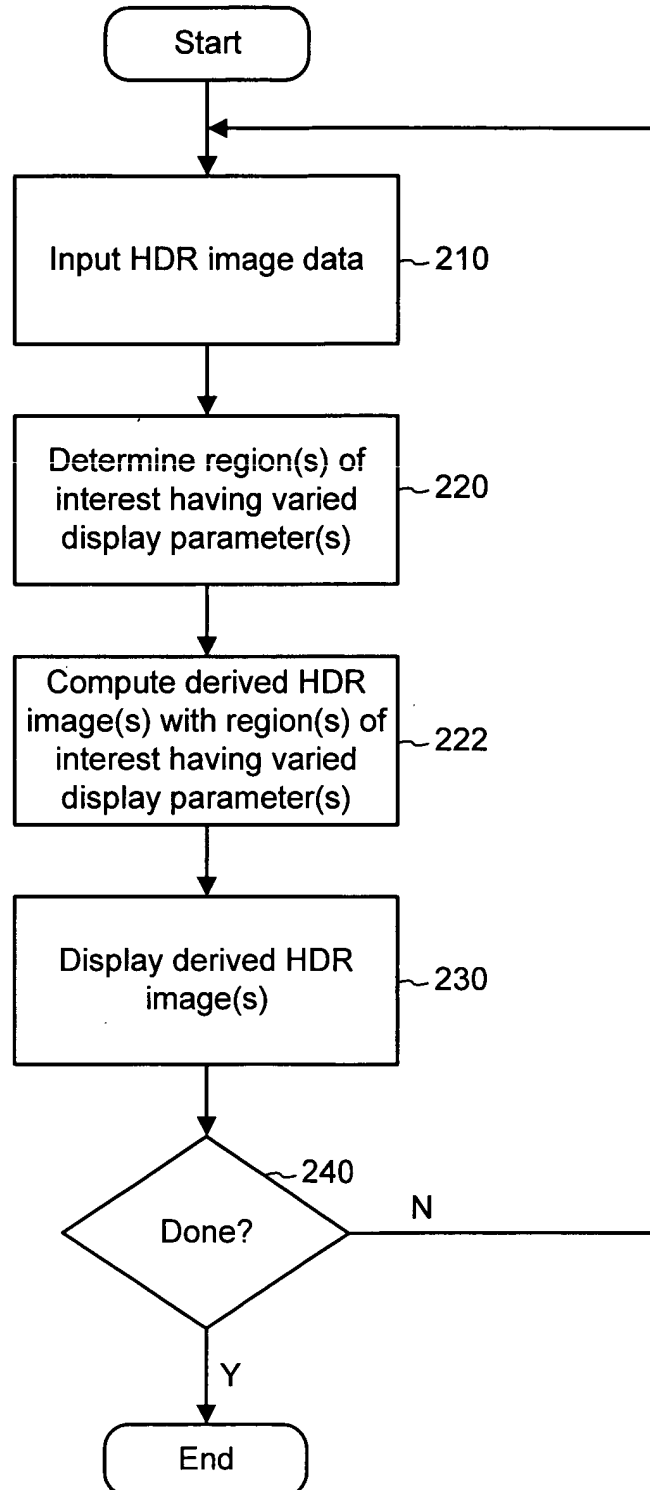 Start
Input HDR image data
210
Determine region(s) of
interest having varied
display parameter(s)
220
Compute derived HDR
image(s) with region(s) of
interest having varied
display parameter(s)
222
Display derived HDR
image(s)
230
240
Done?
N
Y
End